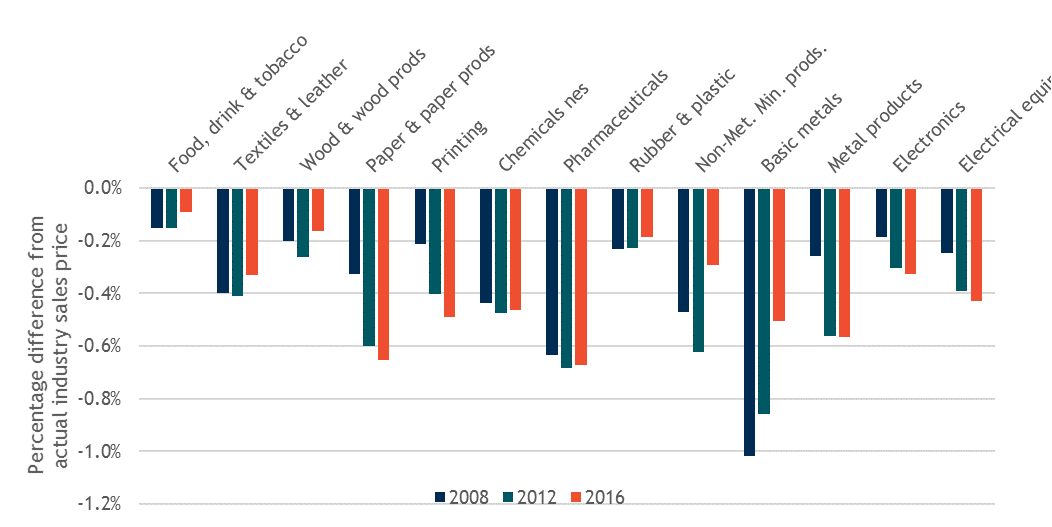 Food, drink & tobacco
Textiles & leather
Wood & wood prods
Paper & paper prods
Printing
Chemicals nes
Pharmaceuticals
Rubber & plastic
Non-Met. Min. prods.
Basic metals
Metal products
Electronics
Electrical equi
0.0%
-0.2%
-0.4%
-0.6%
-0.8%
-1.0%
-1.2%
Percentage difference from
actual industry sales price
2008 2012 2016